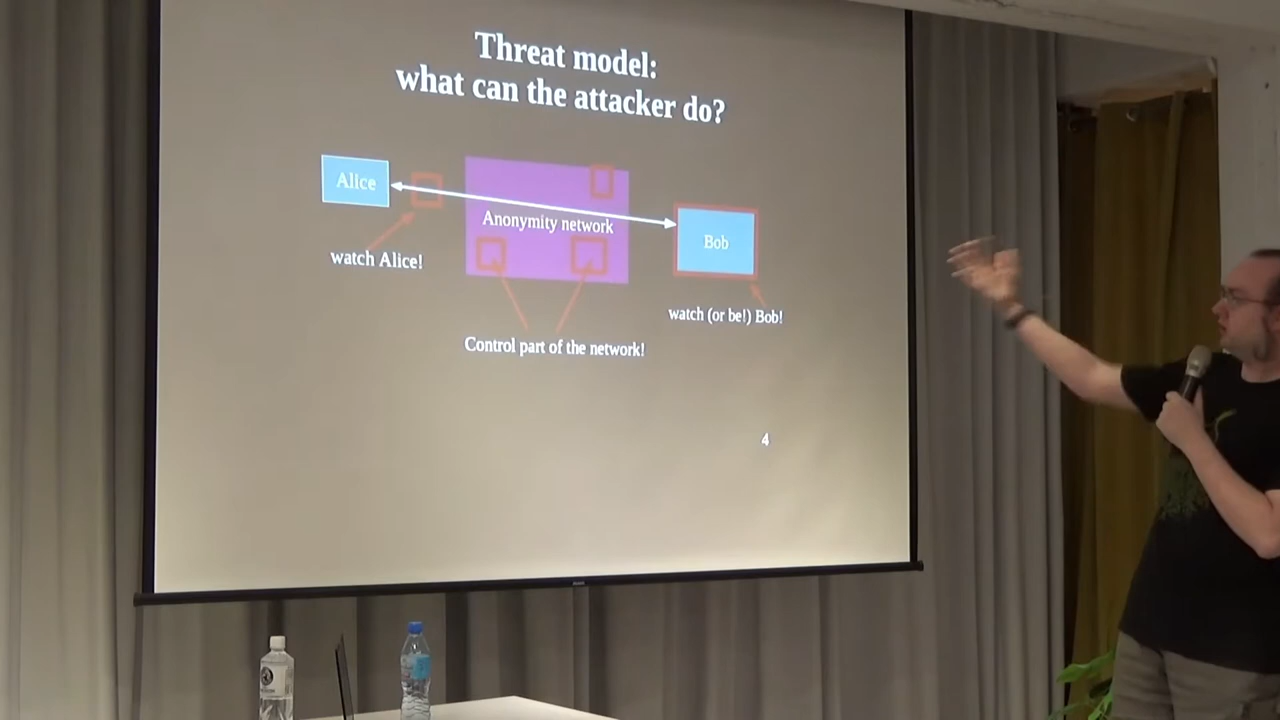 Threat model:
what can the attacker do?
Alice
Anonymity network
Bob
watch Alice!
watch (or be!) Bob!
Control part of the network!
4